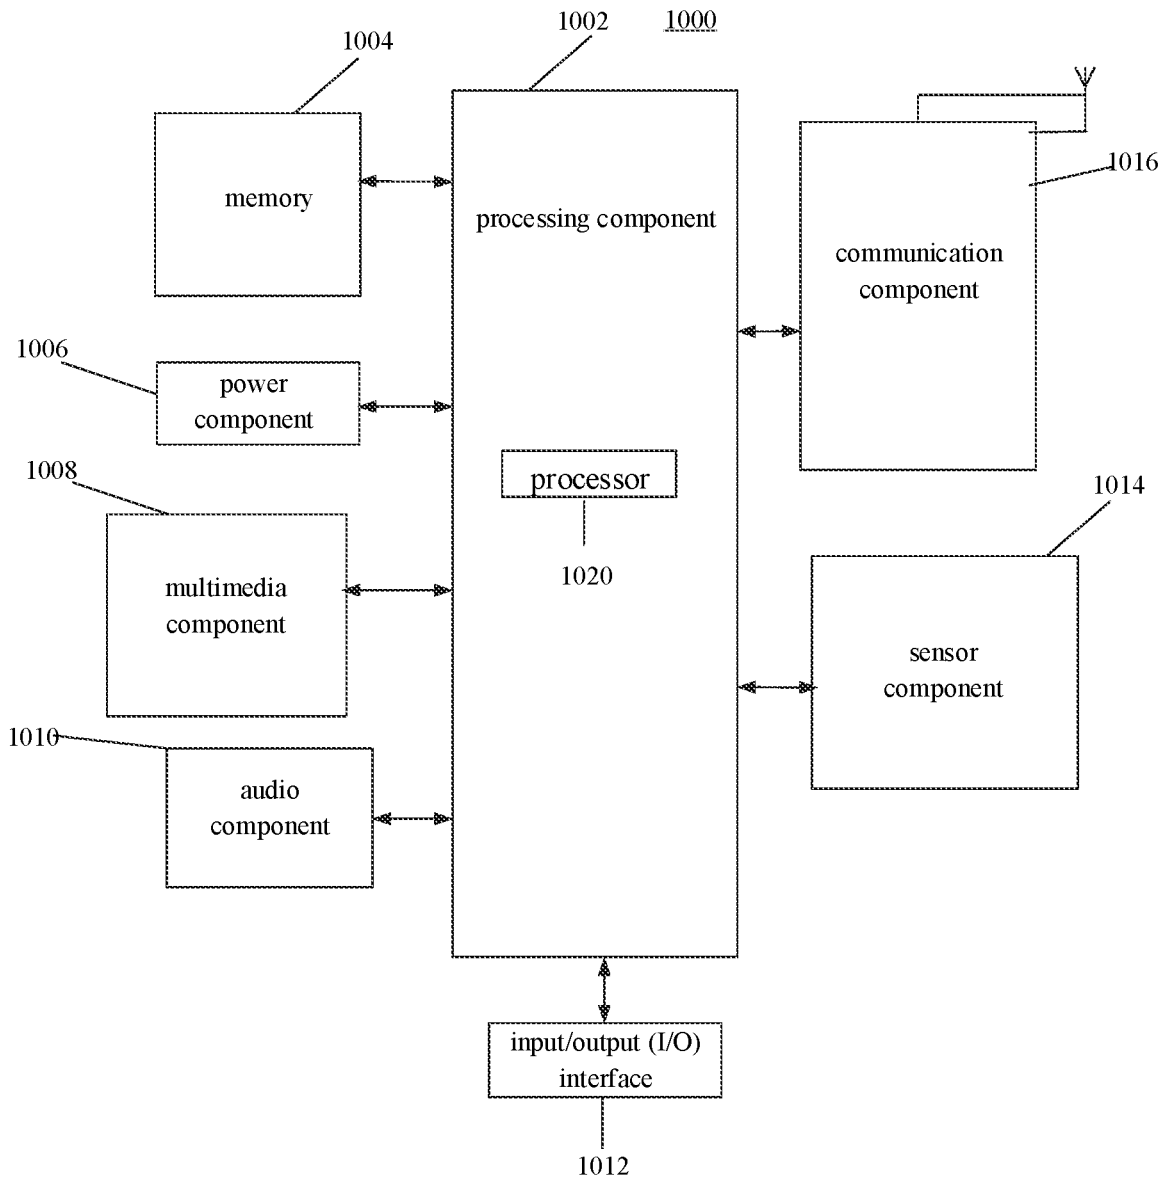 1002
1000
1004
memory
processing component
1016
communication
component
1006
power
component
1008
processor
1014
1020
multimedia
component
sensor
component
1010
audio
component
input/output (I/O)
interface
1012